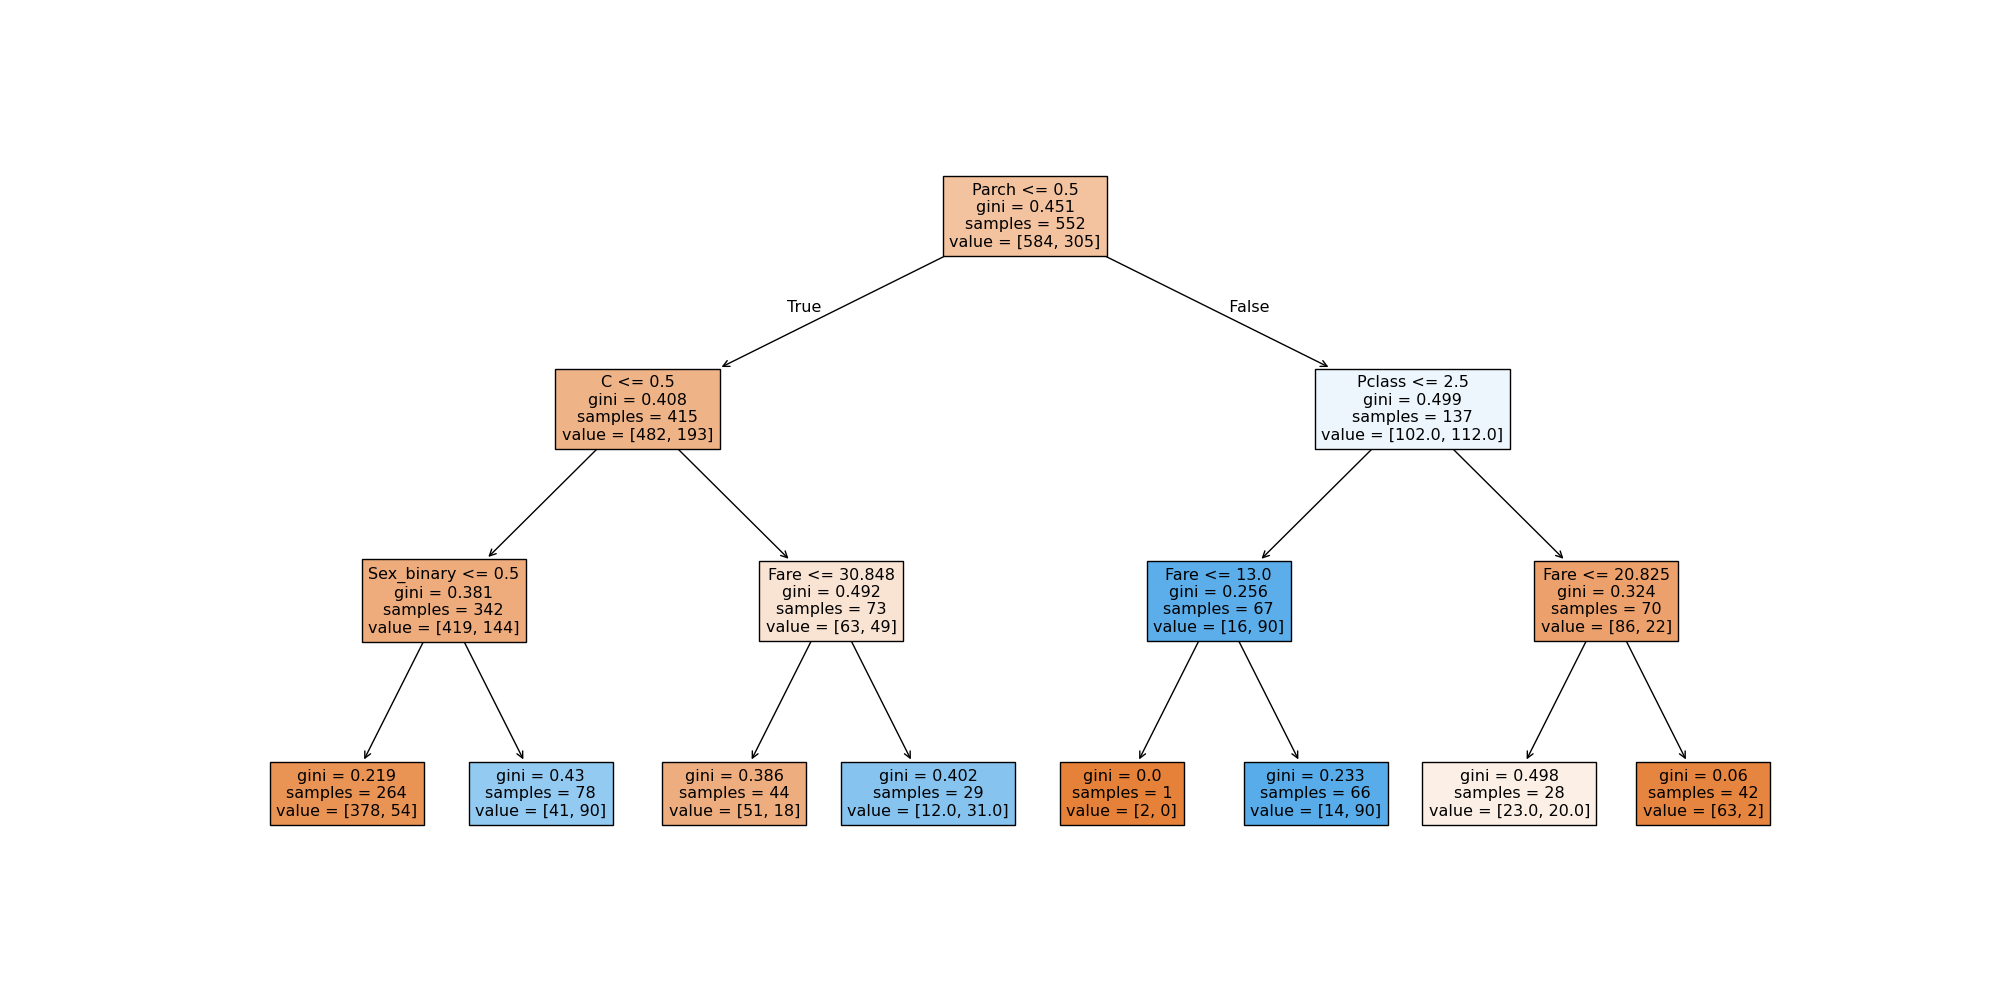 Parch <= 0.5
gini = 0.451
samples = 552
value = [584, 305]
True
False
C <= 0.5
gini = 0.408
samples = 415
value = [482, 193]
Pclass <= 2.5
gini = 0.499
samples = 137
value = [102.0, 112.0]
Sex_binary <= 0.5
gini = 0.381
samples = 342
value = [419, 144]
Fare <= 30.848
gini = 0.492
samples = 73
value = [63, 49]
Fare <= 13.0
gini = 0.256
samples = 67
value = [16, 90]
Fare <= 20.825
gini = 0.324
samples = 70
value = [86, 22]
gini = 0.219
samples = 264
value = [378, 54]
gini = 0.43
samples = 78
value = [41, 90]
gini = 0.386
samples = 44
value = [51, 18]
gini = 0.402
samples = 29
value = [12.0, 31.0]
gini = 0.0
samples = 1
value = [2, 0]
gini = 0.233
samples = 66
value = [14, 90]
gini = 0.498
samples = 28
value = [23.0, 20.0]
gini = 0.06
samples = 42
value = [63, 2]